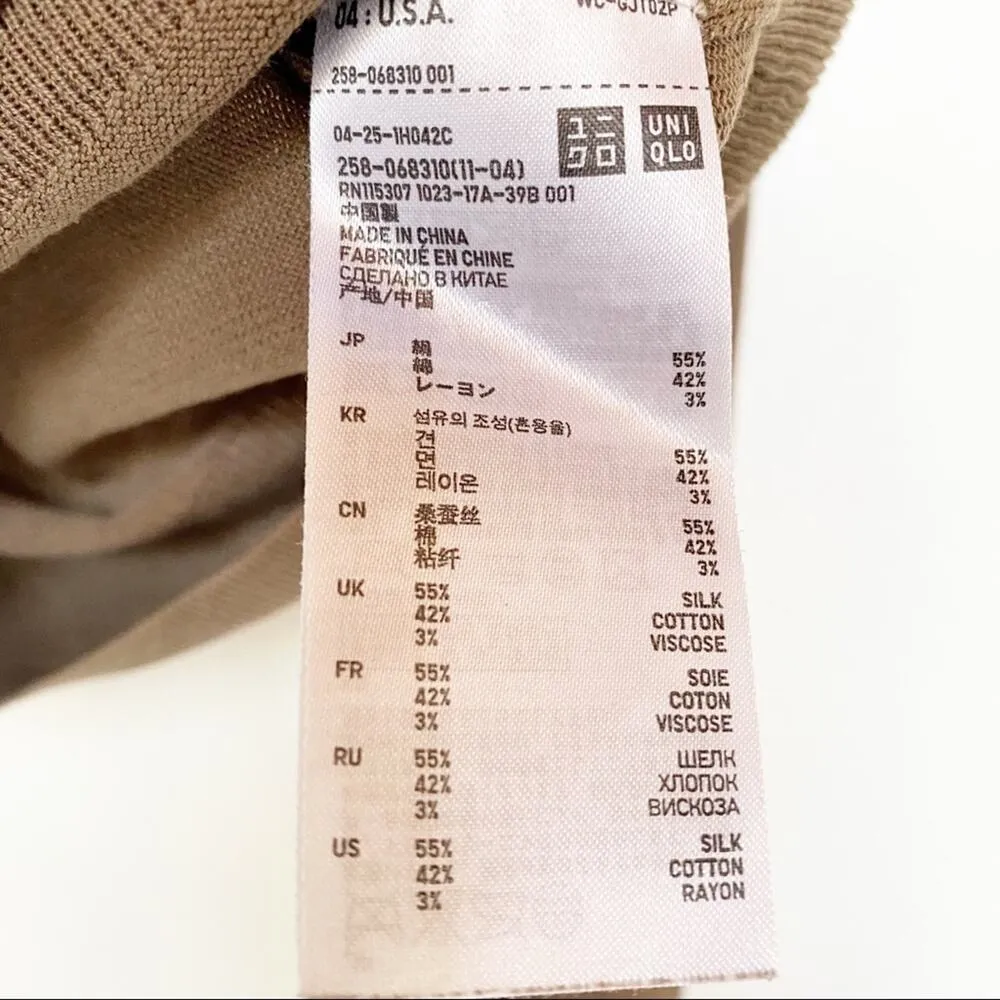 04 : U.S.A.
258-068310 001
04-25-1H042C
ユニ
クロ
UNI
QLO
258-068310(11-04)
RN115307 1023-17A-39B 001
中国製
MADE IN CHINA
FABRIQUÉ EN CHINE
СДЕЛАНО В КИТАЕ
产地/中国
JP 絹 55%
綿 42%
レーヨン 3%
KR 섬유의 조성(혼용율)
견 55%
면 42%
레이온 3%
CN 桑蚕丝 55%
棉 42%
粘纤 3%
UK 55% SILK
42% COTTON
3% VISCOSE
FR 55% SOIE
42% COTON
3% VISCOSE
RU 55% ШЕЛК
42% ХЛОПОК
3% ВИСКОЗА
US 55% SILK
42% COTTON
3% RAYON